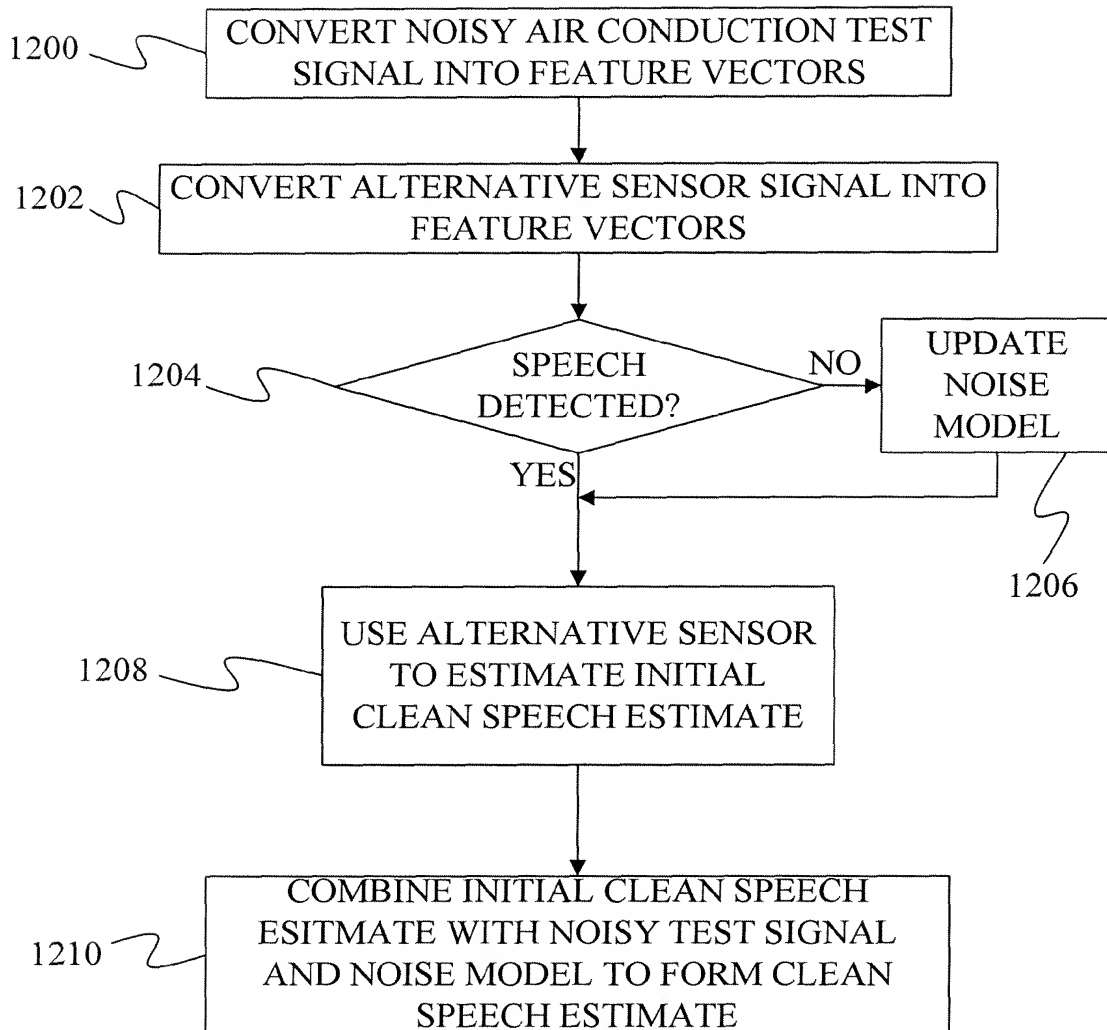 1200
CONVERT NOISY AIR CONDUCTION TEST
SIGNAL INTO FEATURE VECTORS
1202
CONVERT ALTERNATIVE SENSOR SIGNAL INTO
FEATURE VECTORS
1204
SPEECH
DETECTED?
NO
UPDATE
NOISE
MODEL
YES
1206
1208
USE ALTERNATIVE SENSOR
TO ESTIMATE INITIAL
CLEAN SPEECH ESTIMATE
1210
COMBINE INITIAL CLEAN SPEECH
ESITMATE WITH NOISY TEST SIGNAL
AND NOISE MODEL TO FORM CLEAN
SPEECH ESTIMATE